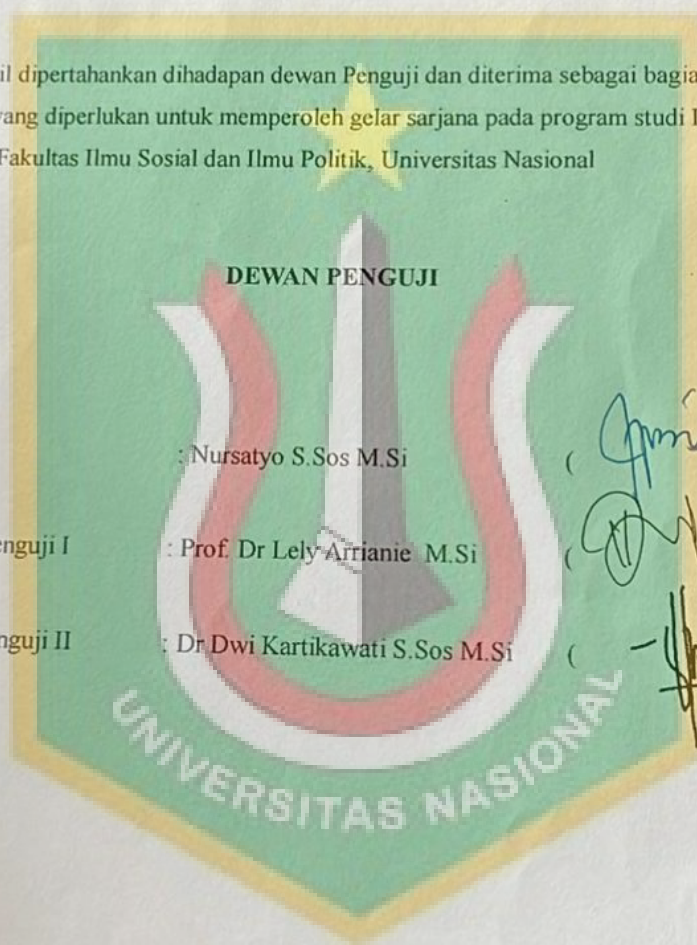 il dipertahankan dihadapan dewan Penguji dan diterima sebagai bagia
ang diperlukan untuk memperoleh gelar sarjana pada program studi I
Fakultas Ilmu Sosial dan Ilmu Politik, Universitas Nasional
DEWAN PENGUJI
: Nursatyo S.Sos M.Si (
enguji I : Prof. Dr Lely Arrianie M.Si (
nguji II : Dr Dwi Kartikawati S.Sos M.Si (
UNIVERSITAS NASIONAL